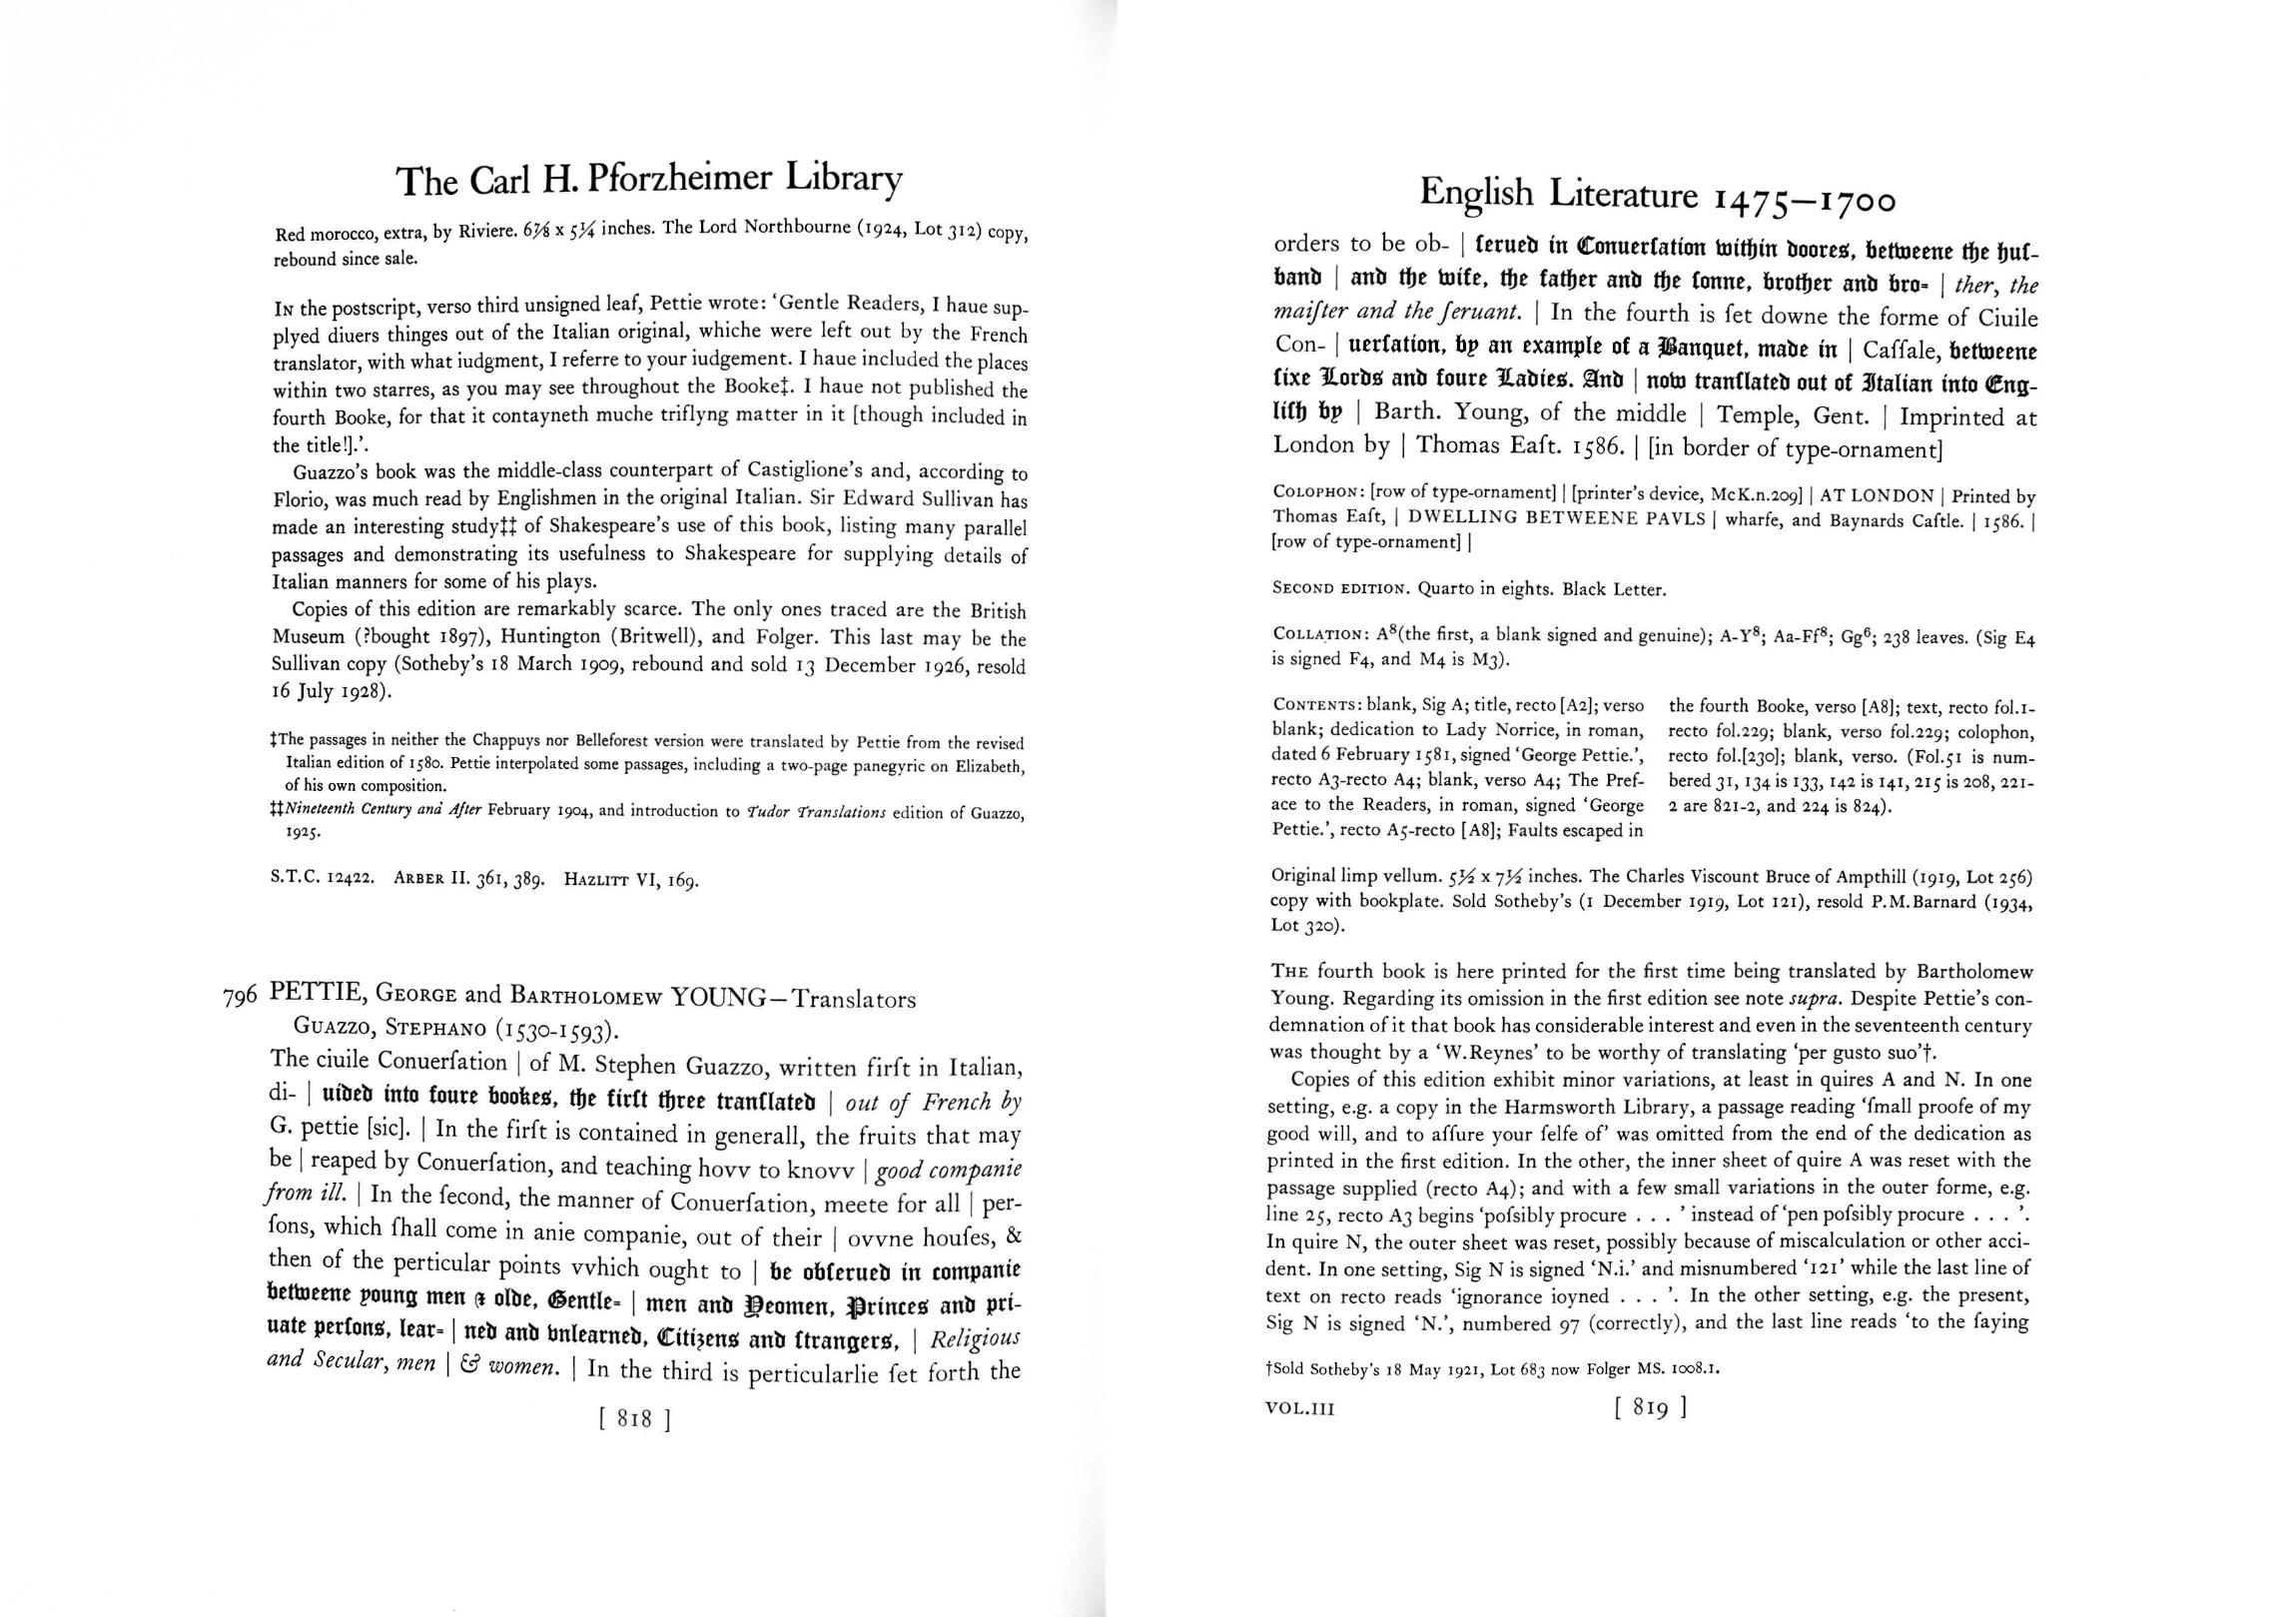 The Carl H. Pforzheimer Library
Red morocco, extra, by Riviere. 6⅞ x 5¼ inches. The Lord Northbourne (1924, Lot 312) copy,
rebound since sale.
In the postscript, verso third unsigned leaf, Pettie wrote: ‘Gentle Readers, I haue sup-
plyed diuers thinges out of the Italian original, whiche were left out by the French
translator, with what iudgment, I referre to your iudgement. I haue included the places
within two starres, as you may see throughout the Booke‡. I haue not published the
fourth Booke, for that it contayneth muche triflyng matter in it [though included in
the title!].’.
Guazzo's book was the middle-class counterpart of Castiglione's and, according to
Florio, was much read by Englishmen in the original Italian. Sir Edward Sullivan has
made an interesting study‡‡ of Shakespeare's use of this book, listing many parallel
passages and demonstrating its usefulness to Shakespeare for supplying details of
Italian manners for some of his plays.
Copies of this edition are remarkably scarce. The only ones traced are the British
Museum (?bought 1897), Huntington (Britwell), and Folger. This last may be the
Sullivan copy (Sotheby's 18 March 1909, rebound and sold 13 December 1926, resold
16 July 1928).
‡The passages in neither the Chappuys nor Belleforest version were translated by Pettie from the revised
Italian edition of 1580. Pettie interpolated some passages, including a two-page panegyric on Elizabeth,
of his own composition.
‡‡Nineteenth Century and After February 1904, and introduction to Tudor Translations edition of Guazzo,
1925.
S.T.C. 12422. Arber II. 361, 389. Hazlitt VI, 169.
796 PETTIE, George and Bartholomew YOUNG—Translators
Guazzo, Stephano (1530-1593).
The ciuile Conuerſation | of M. Stephen Guazzo, written firſt in Italian,
di- | uided into foure bookes, the firſt three tranſlated | out of French by
G. pettie [sic]. | In the firſt is contained in generall, the fruits that may
be | reaped by Conuerſation, and teaching hovv to knovv | good companie
from ill. | In the ſecond, the manner of Conuerſation, meete for all | per-
ſons, which ſhall come in anie companie, out of their | ovvne houſes, &
then of the perticular points vvhich ought to | be obſerued in companie
betweene young men & olde, Gentle- | men and Yeomen, Princes and pri-
uate perſons, lear- | ned and vnlearned, Citizens and ſtrangers, | Religious
and Secular, men | & women. | In the third is perticularlie ſet forth the
[ 818 ]
English Literature 1475–1700
orders to be ob- | ſerued in Conuerſation within doores, betweene the huſ-
band | and the wife, the father and the ſonne, brother and bro- | ther, the
maiſter and the ſeruant. | In the fourth is ſet downe the forme of Ciuile
Con- | uerſation, by an example of a Banquet, made in | Caſſale, betweene
ſixe Lords and foure Ladies. And | now tranſlated out of Italian into Eng-
liſh by | Barth. Young, of the middle | Temple, Gent. | Imprinted at
London by | Thomas Eaſt. 1586. | [in border of type-ornament]
Colophon: [row of type-ornament] | [printer's device, McK.n.209] | AT LONDON | Printed by
Thomas Eaſt, | DWELLING BETWEENE PAVLS | wharfe, and Baynards Caſtle. | 1586. |
[row of type-ornament] |
Second edition. Quarto in eights. Black Letter.
Collation: A⁸(the first, a blank signed and genuine); A-Y⁸; Aa-Ff⁸; Gg⁶; 238 leaves. (Sig E4
is signed F4, and M4 is M3).
Contents: blank, Sig A; title, recto [A2]; verso
blank; dedication to Lady Norrice, in roman,
dated 6 February 1581, signed ‘George Pettie.’,
recto A3-recto A4; blank, verso A4; The Pref-
ace to the Readers, in roman, signed ‘George
Pettie.’, recto A5-recto [A8]; Faults escaped in
the fourth Booke, verso [A8]; text, recto fol.1-
recto fol.229; blank, verso fol.229; colophon,
recto fol.[230]; blank, verso. (Fol.51 is num-
bered 31, 134 is 133, 142 is 141, 215 is 208, 221-
2 are 821-2, and 224 is 824).
Original limp vellum. 5½ x 7½ inches. The Charles Viscount Bruce of Ampthill (1919, Lot 256)
copy with bookplate. Sold Sotheby's (1 December 1919, Lot 121), resold P.M.Barnard (1934,
Lot 320).
The fourth book is here printed for the first time being translated by Bartholomew
Young. Regarding its omission in the first edition see note supra. Despite Pettie's con-
demnation of it that book has considerable interest and even in the seventeenth century
was thought by a ‘W.Reynes’ to be worthy of translating ‘per gusto suo’†.
Copies of this edition exhibit minor variations, at least in quires A and N. In one
setting, e.g. a copy in the Harmsworth Library, a passage reading ‘ſmall proofe of my
good will, and to aſſure your ſelfe of’ was omitted from the end of the dedication as
printed in the first edition. In the other, the inner sheet of quire A was reset with the
passage supplied (recto A4); and with a few small variations in the outer forme, e.g.
line 25, recto A3 begins ‘poſsibly procure . . . ’ instead of ‘pen poſsibly procure . . . ’.
In quire N, the outer sheet was reset, possibly because of miscalculation or other acci-
dent. In one setting, Sig N is signed ‘N.i.’ and misnumbered ‘121’ while the last line of
text on recto reads ‘ignorance ioyned . . . ’. In the other setting, e.g. the present,
Sig N is signed ‘N.’, numbered 97 (correctly), and the last line reads ‘to the ſaying
†Sold Sotheby's 18 May 1921, Lot 683 now Folger MS. 1008.1.
VOL.III
[ 819 ]